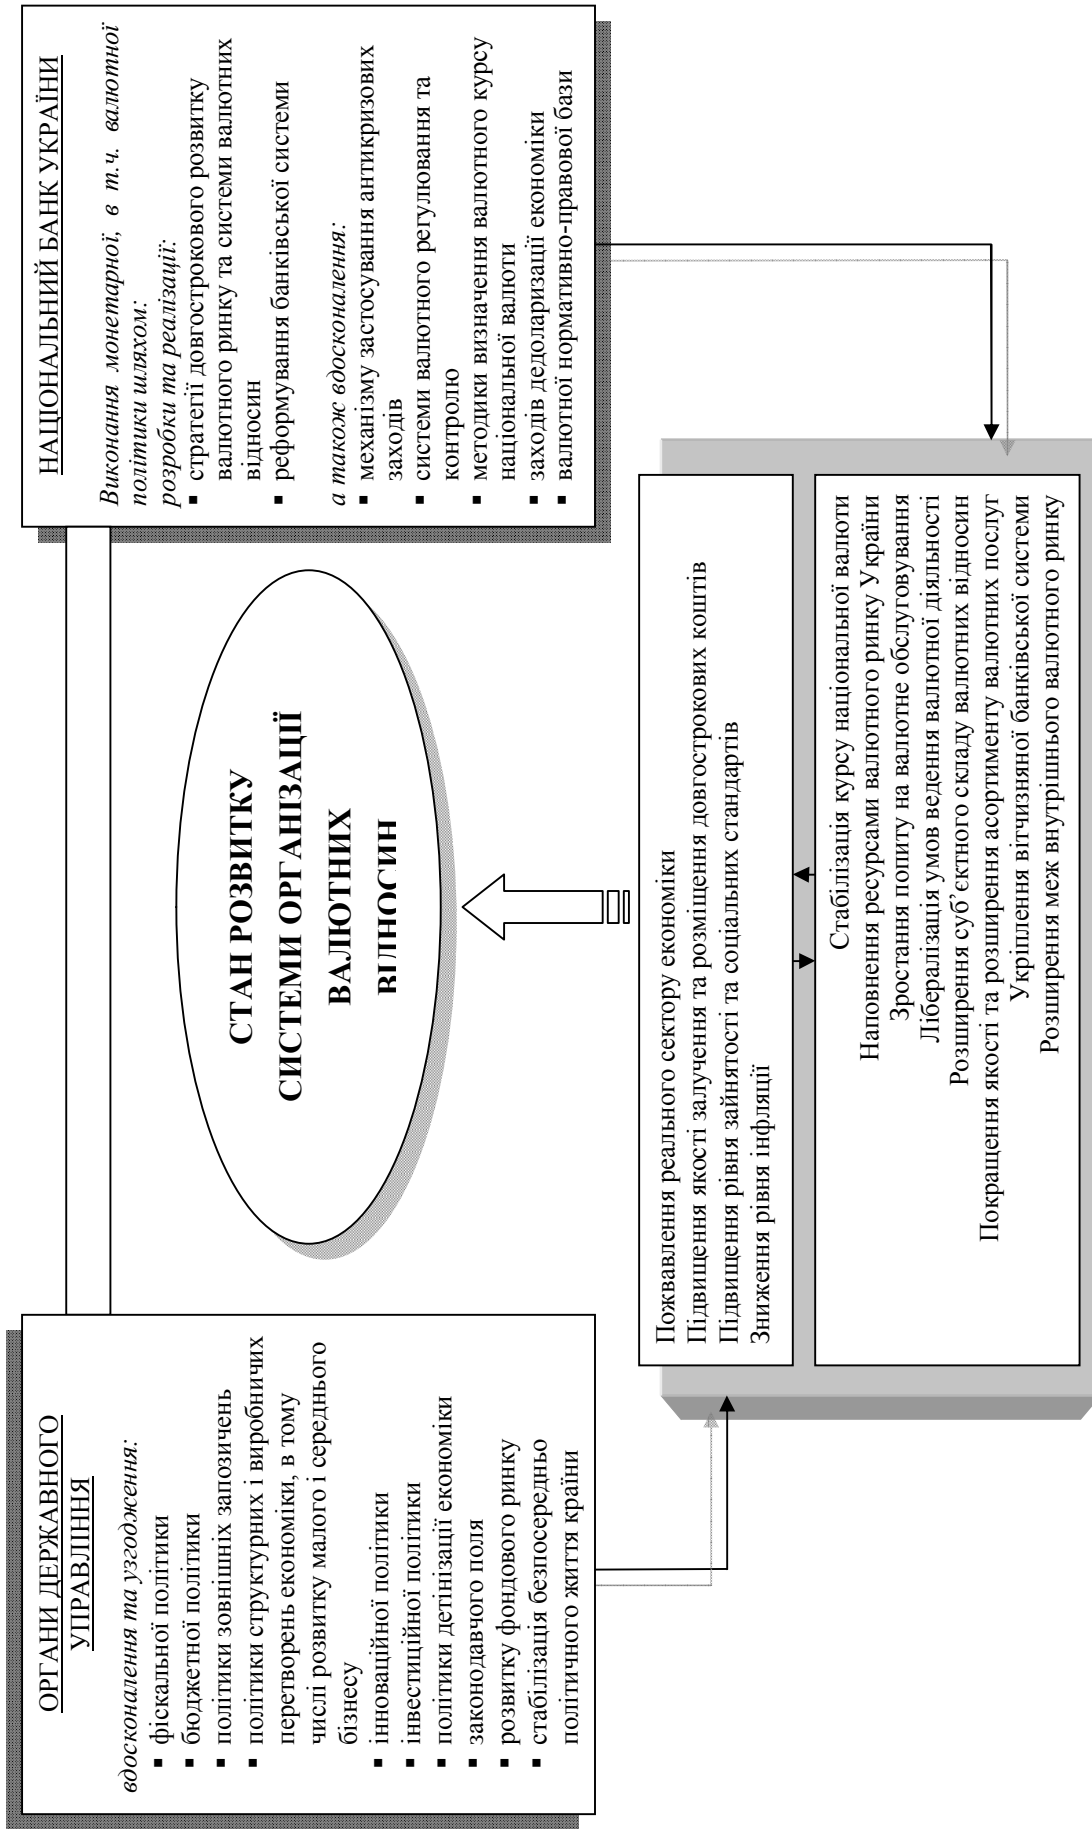 ОРГАНИ ДЕРЖАВНОГО
УПРАВЛІННЯ
вдосконалення та узгодження:
▪ фіскальної політики
▪ бюджетної політики
▪ політики зовнішніх запозичень
▪ політики структурних і виробничих
перетворень економіки, в тому
числі розвитку малого і середнього
бізнесу
▪ інноваційної політики
▪ інвестиційної політики
▪ політики детінізації економіки
▪ законодавчого поля
▪ розвитку фондового ринку
▪ стабілізація безпосередньо
політичного життя країни
СТАН РОЗВИТКУ
СИСТЕМИ ОРГАНІЗАЦІЇ
ВАЛЮТНИХ
ВІДНОСИН
НАЦІОНАЛЬНИЙ БАНК УКРАЇНИ
Виконання монетарної, в т.ч. валютної
політики шляхом:
розробки та реалізації:
▪ стратегії довгострокового розвитку
валютного ринку та системи валютних
відносин
▪ реформування банківської системи
а також вдосконалення:
▪ механізму застосування антикризових
заходів
▪ системи валютного регулювання та
контролю
▪ методики визначення валютного курсу
національної валюти
▪ заходів дедоларизації економіки
▪ валютної нормативно-правової бази
Пожвавлення реального сектору економіки
Підвищення якості залучення та розміщення довгострокових коштів
Підвищення рівня зайнятості та соціальних стандартів
Зниження рівня інфляції
Стабілізація курсу національної валюти
Наповнення ресурсами валютного ринку України
Зростання попиту на валютне обслуговування
Лібералізація умов ведення валютної діяльності
Розширення суб’єктного складу валютних відносин
Покращення якості та розширення асортименту валютних послуг
Укріплення вітчизняної банківської системи
Розширення меж внутрішнього валютного ринку